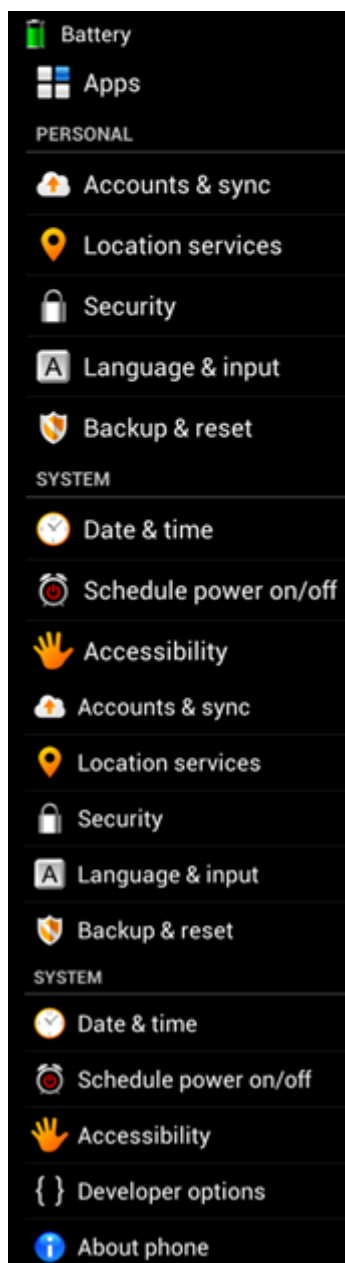 Battery
Apps
PERSONAL
Accounts & sync
Location services
Security
A Language & input
Backup & reset
SYSTEM
Date & time
Schedule power on/off
Accessibility
Accounts & sync
Location services
Security
A Language & input
Backup & reset
SYSTEM
Date & time
Schedule power on/off
Accessibility
{ } Developer options
About phone